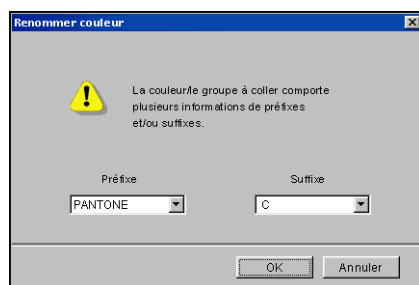 Renommer couleur
La couleur/le groupe à coller comporte
plusieurs informations de préfixes
et/ou suffixes.
Préfixe
Suffixe
PANTONE
C
OK
Annuler